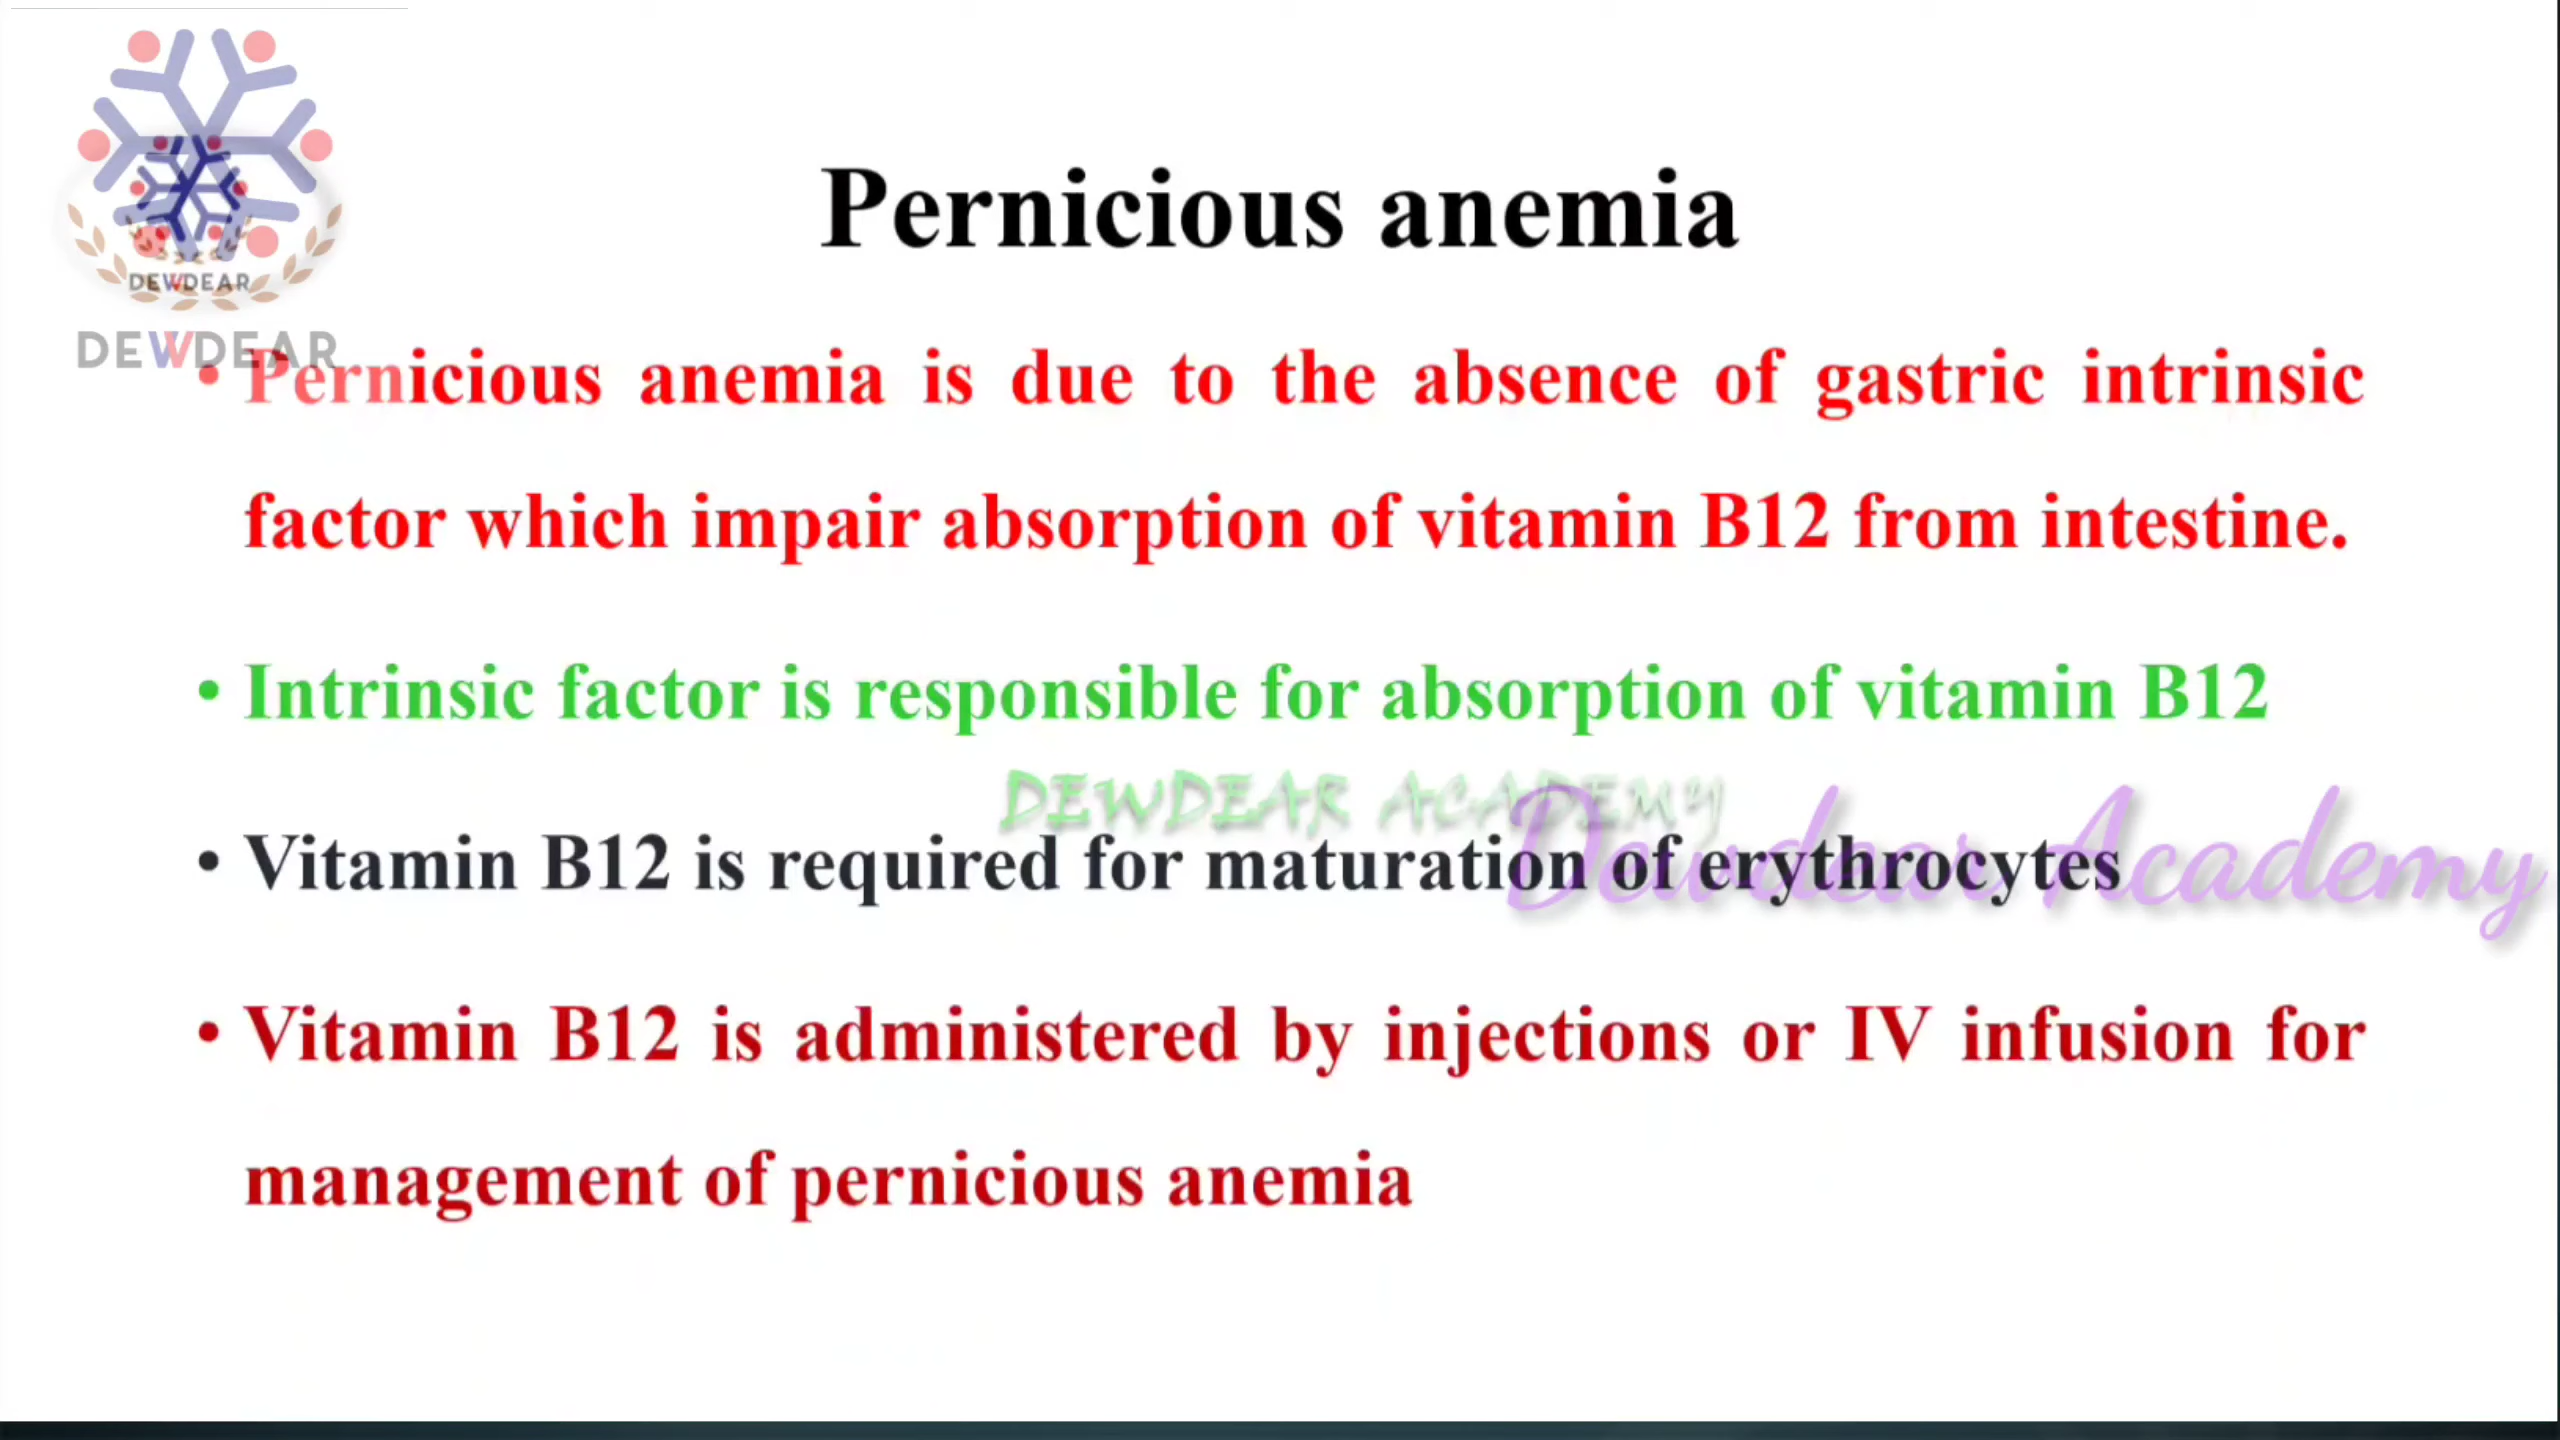 DEWDEAR
DEWDEAR
Pernicious anemia
• Pernicious anemia is due to the absence of gastric intrinsic
factor which impair absorption of vitamin B12 from intestine.
• Intrinsic factor is responsible for absorption of vitamin B12
DEWDEAR ACADEMY
Dewdear Academy
• Vitamin B12 is required for maturation of erythrocytes
• Vitamin B12 is administered by injections or IV infusion for
management of pernicious anemia